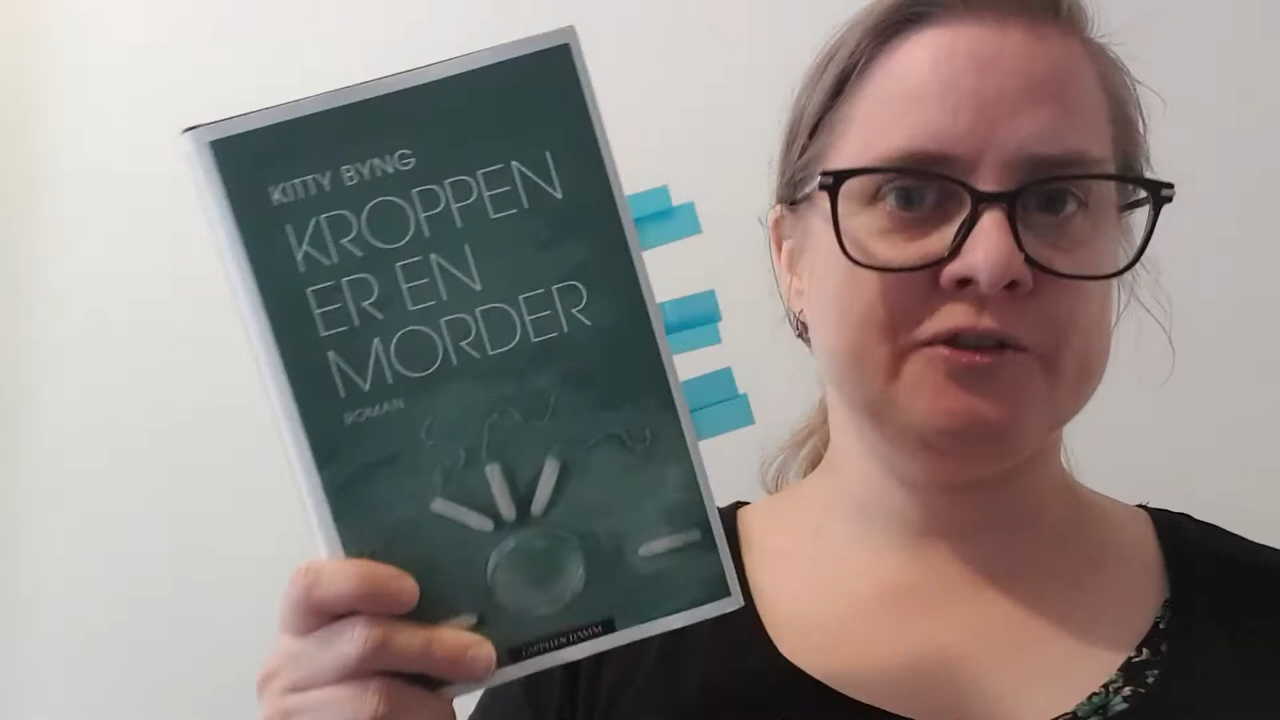 KITTY BYNG
KROPPEN
ER EN
MORDER
ROMAN
CAPPELEN DAMM